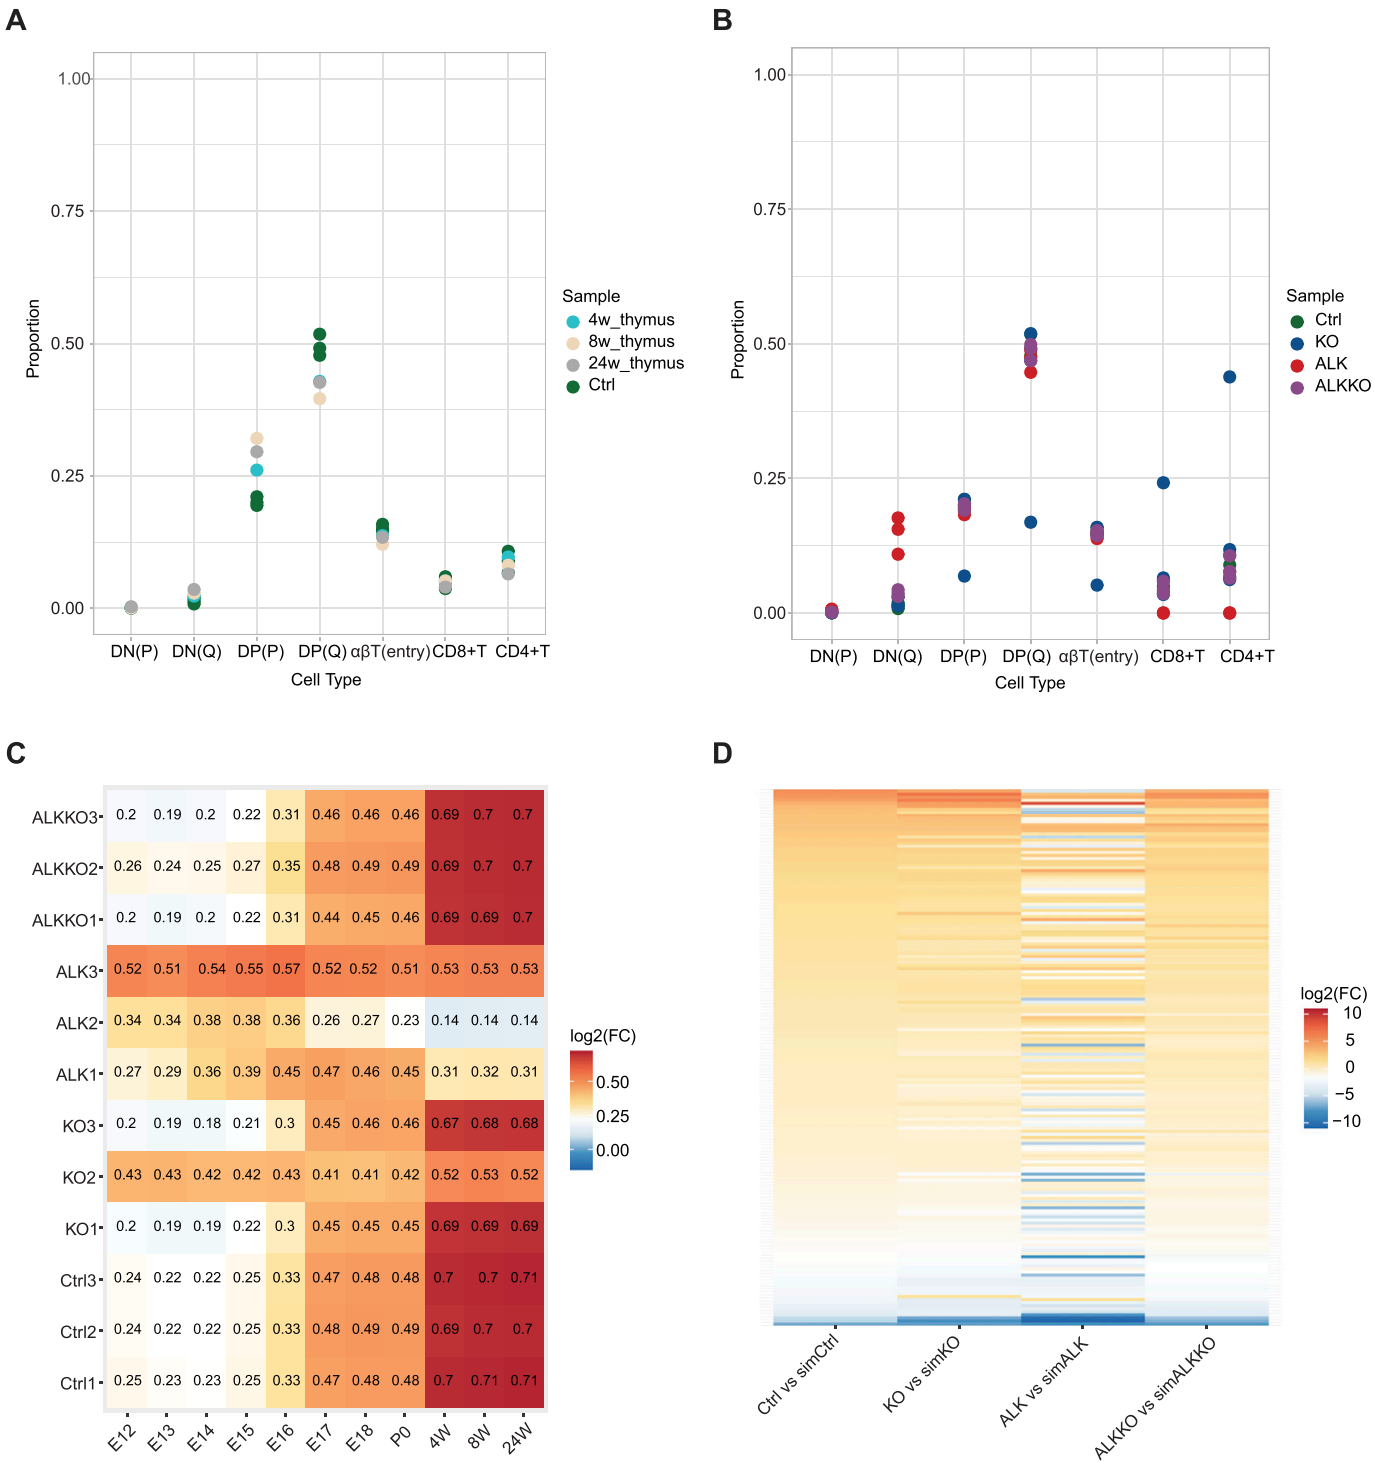 A
1.00
0.75
0.50
0.25
0.00
Proportion
DN(P) DN(Q) DP(P) DP(Q) αβT(entry) CD8+T CD4+T
Cell Type
Sample
4w_thymus
8w_thymus
24w_thymus
Ctrl
B
1.00
0.75
0.50
0.25
0.00
Proportion
DN(P) DN(Q) DP(P) DP(Q) αβT(entry) CD8+T CD4+T
Cell Type
Sample
Ctrl
KO
ALK
ALKKO
C
ALKKO3 0.2 0.19 0.2 0.22 0.31 0.46 0.46 0.46 0.69 0.7 0.7
ALKKO2 0.26 0.24 0.25 0.27 0.35 0.48 0.49 0.49 0.69 0.7 0.7
ALKKO1 0.2 0.19 0.2 0.22 0.31 0.44 0.45 0.46 0.69 0.69 0.7
ALK3 0.52 0.51 0.54 0.55 0.57 0.52 0.52 0.51 0.53 0.53 0.53
ALK2 0.34 0.34 0.38 0.38 0.36 0.26 0.27 0.23 0.14 0.14 0.14
ALK1 0.27 0.29 0.36 0.39 0.45 0.47 0.46 0.45 0.31 0.32 0.31
KO3 0.2 0.19 0.18 0.21 0.3 0.45 0.46 0.46 0.67 0.68 0.68
KO2 0.43 0.43 0.42 0.42 0.43 0.41 0.41 0.42 0.52 0.53 0.52
KO1 0.2 0.19 0.19 0.22 0.3 0.45 0.45 0.45 0.69 0.69 0.69
Ctrl3 0.24 0.22 0.22 0.25 0.33 0.47 0.48 0.48 0.7 0.7 0.71
Ctrl2 0.24 0.22 0.22 0.25 0.33 0.48 0.49 0.49 0.69 0.7 0.7
Ctrl1 0.25 0.23 0.23 0.25 0.33 0.47 0.48 0.48 0.7 0.71 0.71
E12 E13 E14 E15 E16 E17 E18 P0 4W 8W 24W
log2(FC)
0.50
0.25
0.00
D
Ctrl vs simCtrl
KO vs simKO
ALK vs simALK
ALKKO vs simALKKO
log2(FC)
10
5
0
−5
−10